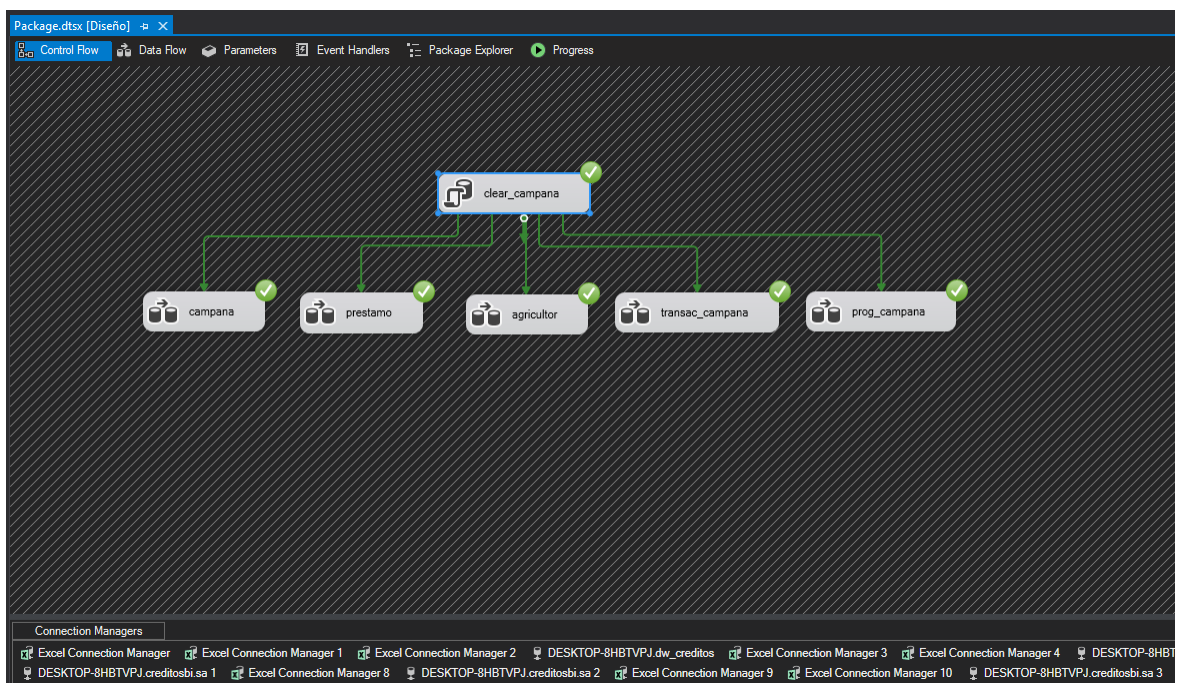 Package.dtsx [Diseño]
Control Flow Data Flow Parameters Event Handlers Package Explorer Progress
clear_campana
campana prestamo agricultor transac_campana prog_campana
Connection Managers
Excel Connection Manager Excel Connection Manager 1 Excel Connection Manager 2 DESKTOP-8HBTVPJ.dw_creditos Excel Connection Manager 3 Excel Connection Manager 4 DESKTOP-8HBT
DESKTOP-8HBTVPJ.creditosbi.sa 1 Excel Connection Manager 8 DESKTOP-8HBTVPJ.creditosbi.sa 2 Excel Connection Manager 9 Excel Connection Manager 10 DESKTOP-8HBTVPJ.creditosbi.sa 3